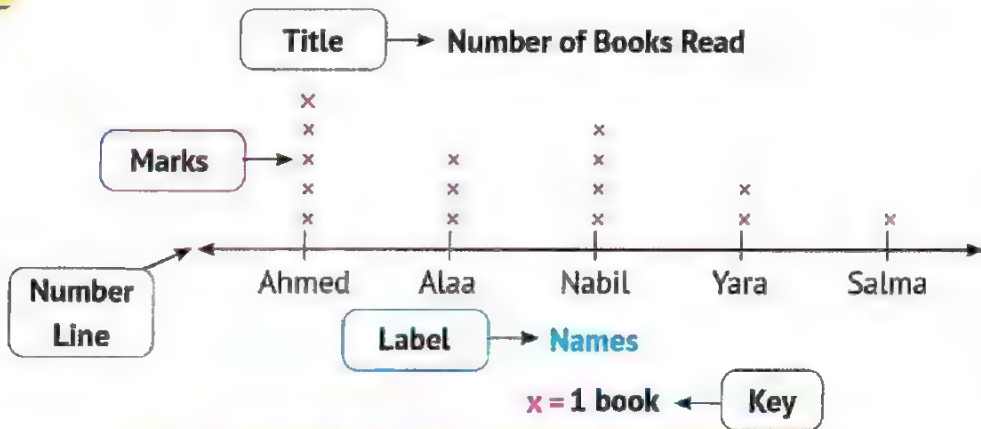 Title
Number of Books Read
x
x x
Marks x x x
x x x x
x x x x x
Ahmed Alaa Nabil Yara Salma
Number
Line
Label
Names
x = 1 book
Key